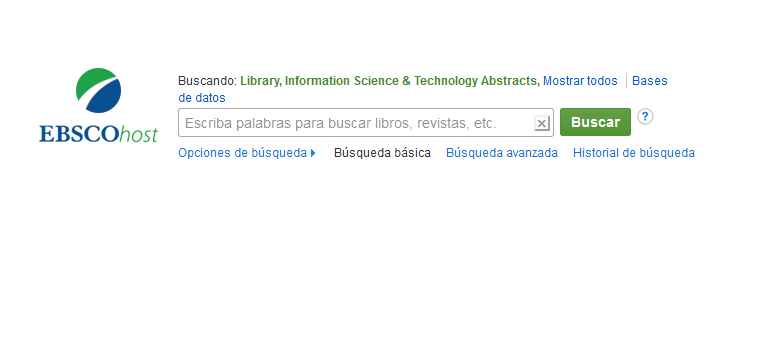 Buscando: Library, Information Science & Technology Abstracts, Mostrar todos | Bases
de datos
EBSCOhost
Escriba palabras para buscar libros, revistas, etc.
Buscar
?
Opciones de búsqueda
Búsqueda básica
Búsqueda avanzada
Historial de búsqueda